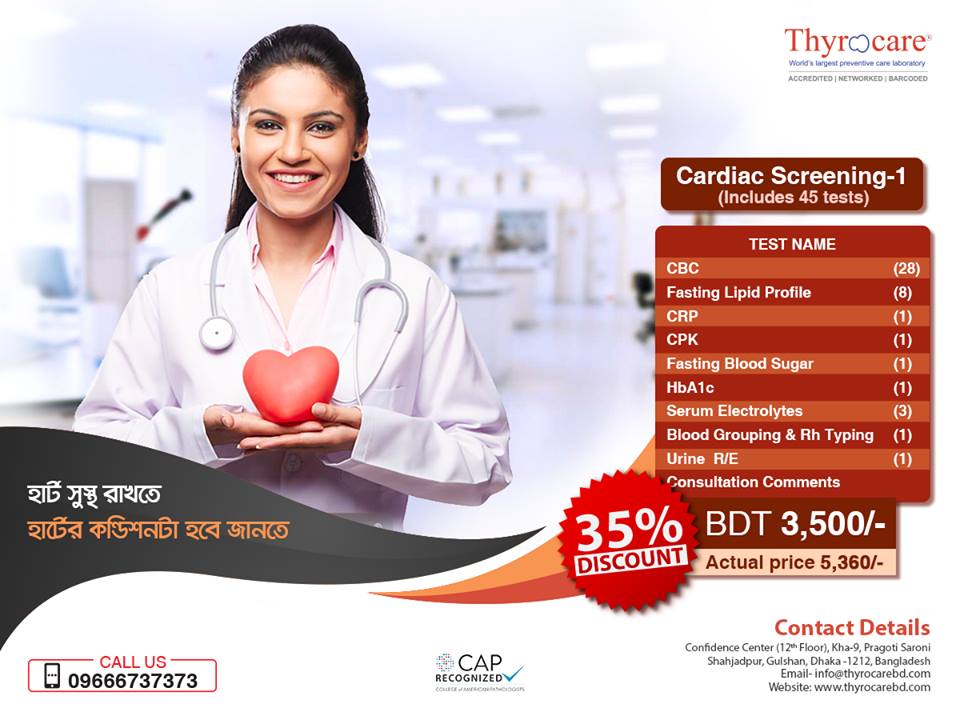 Thyrocare®
World's largest preventive care laboratory
ACCREDITED | NETWORKED | BARCODED
Cardiac Screening-1
(Includes 45 tests)
TEST NAME
CBC (28)
Fasting Lipid Profile (8)
CRP (1)
CPK (1)
Fasting Blood Sugar (1)
HbA1c (1)
Serum Electrolytes (3)
Blood Grouping & Rh Typing (1)
Urine R/E (1)
Consultation Comments
হার্ট সুস্থ রাখতে
হার্টের কন্ডিশনটা হবে জানতে
35%
DISCOUNT
BDT 3,500/-
Actual price 5,360/-
Contact Details
Confidence Center (12th Floor), Kha-9, Pragoti Saroni
Shahjadpur, Gulshan, Dhaka -1212, Bangladesh
Email- info@thyrocarebd.com
Website: www.thyrocarebd.com
CALL US
09666737373
CAP
RECOGNIZED
COLLEGE of AMERICAN PATHOLOGISTS